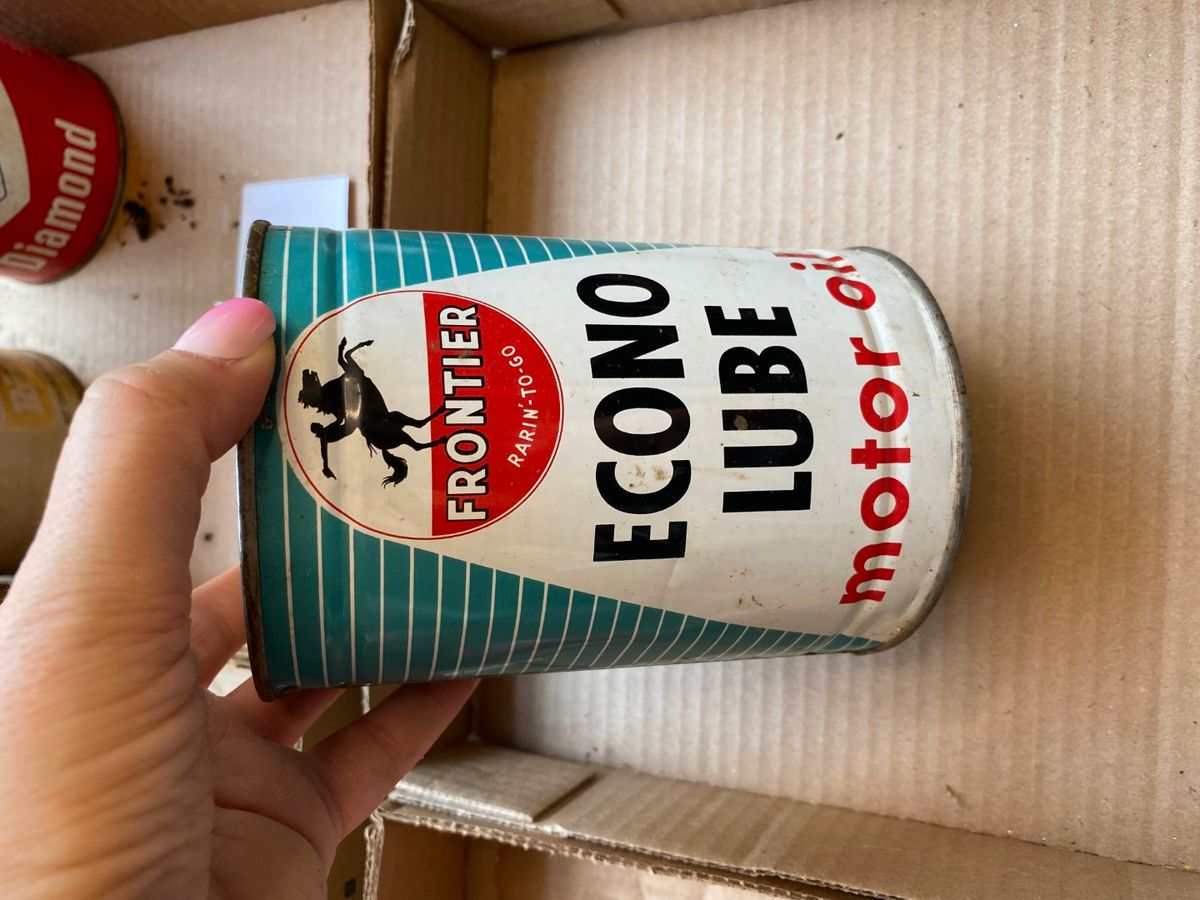 FRONTIER
RARIN'-TO-GO
ECONO
LUBE
motor oil
Diamond